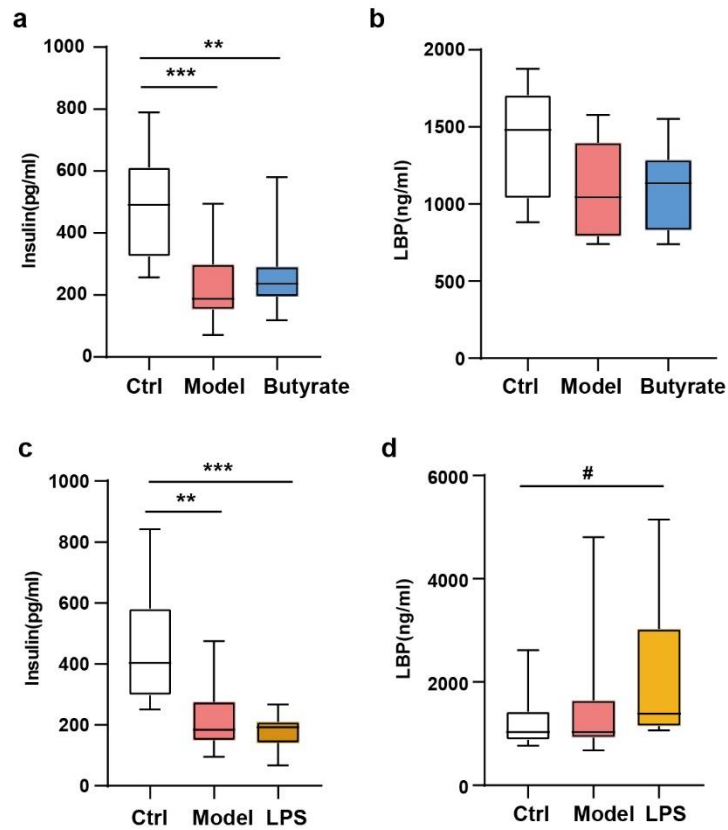 a
1000
800
600
400
200
0
Insulin(pg/ml)
**
***
Ctrl Model Butyrate
b
2000
1500
1000
500
0
LBP(ng/ml)
Ctrl Model Butyrate
c
1000
800
600
400
200
0
Insulin(pg/ml)
***
**
Ctrl Model LPS
d
6000
4000
2000
0
LBP(ng/ml)
#
Ctrl Model LPS